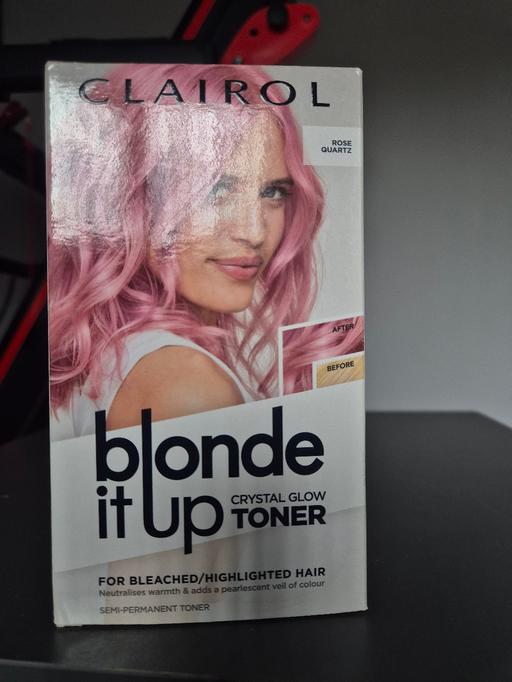 CLAIROL
ROSE
QUARTZ
AFTER
BEFORE
blonde
it up
CRYSTAL GLOW
TONER
FOR BLEACHED/HIGHLIGHTED HAIR
Neutralises warmth & adds a pearlescent veil of colour
SEMI-PERMANENT TONER